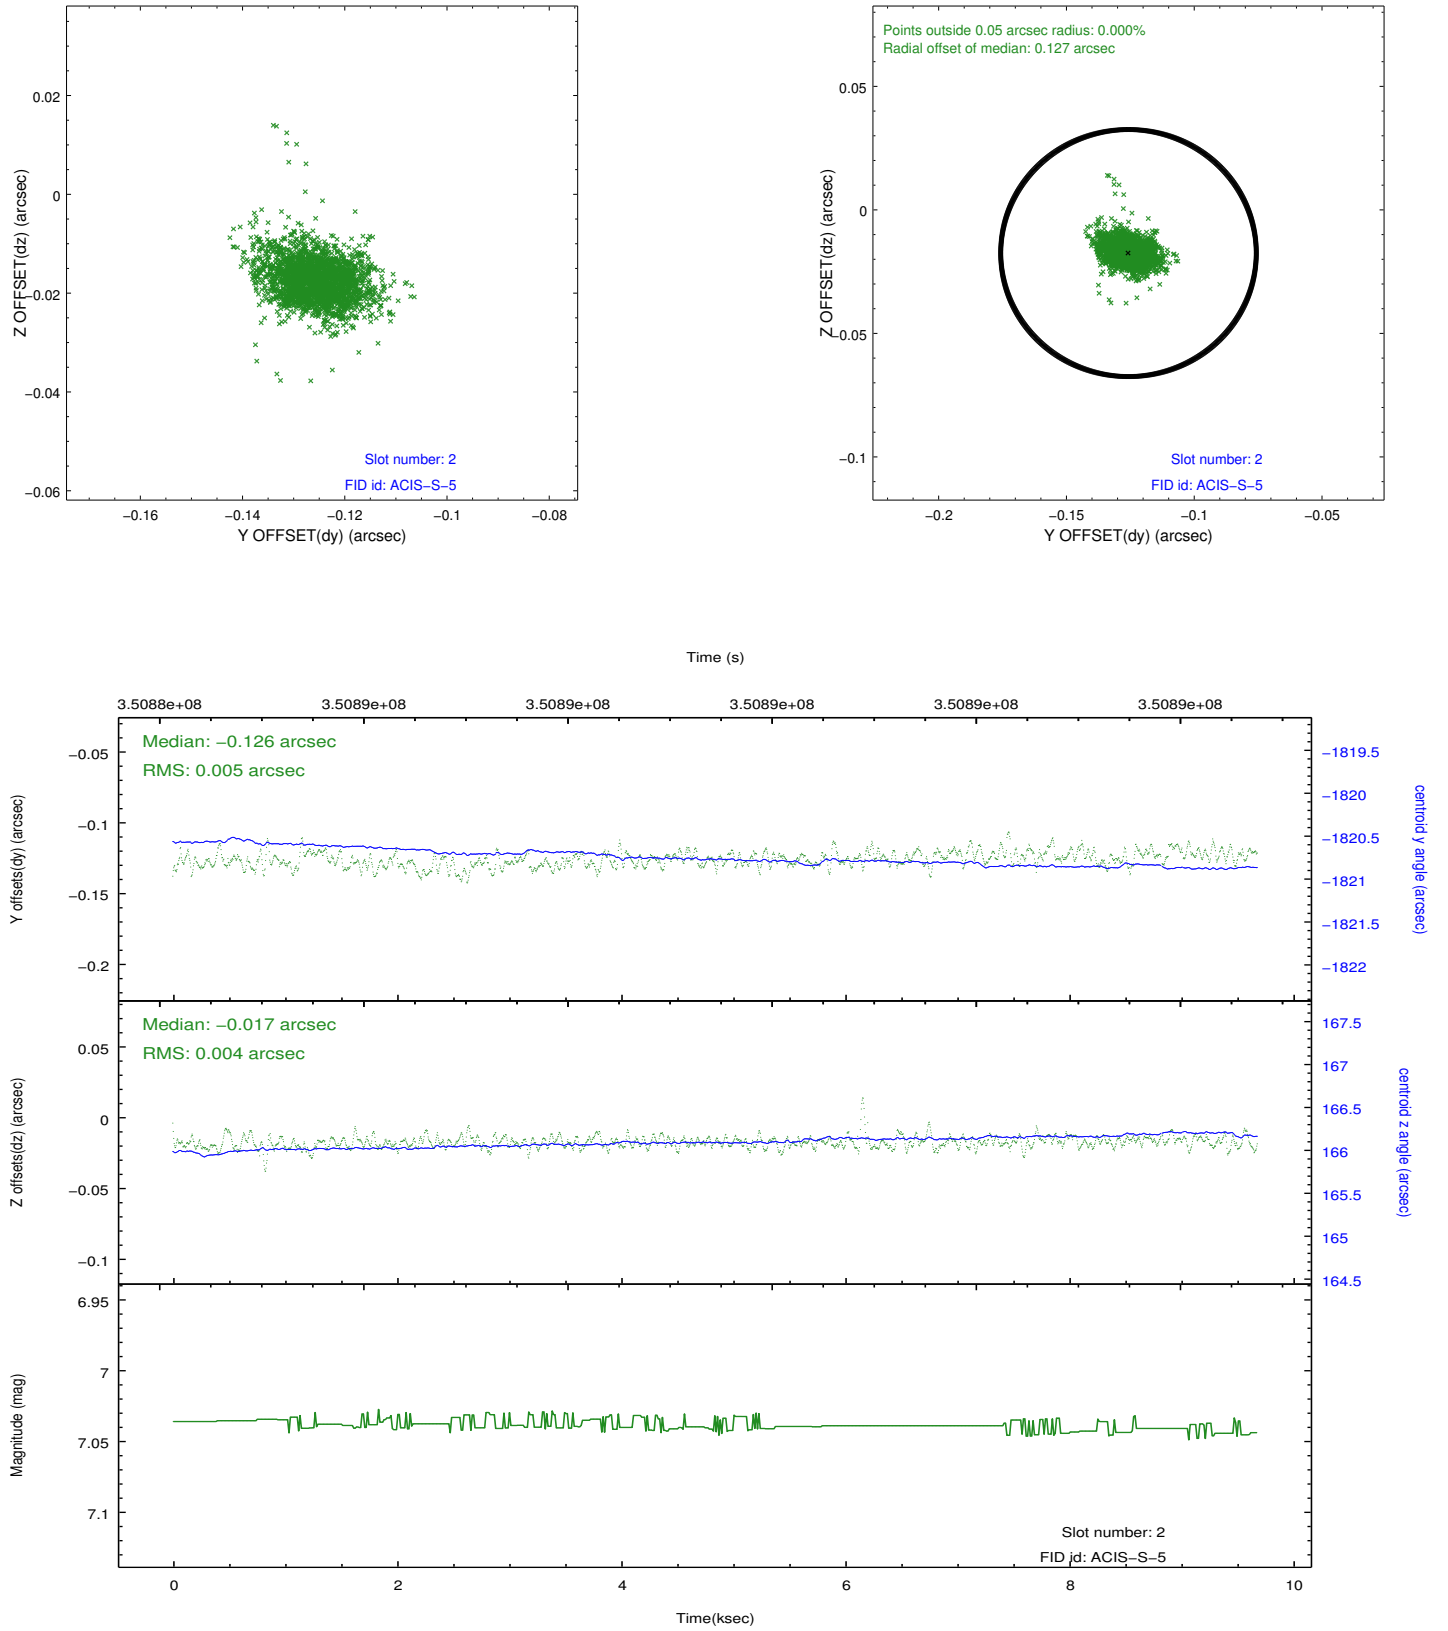 0.02
0
−0.02
−0.04
−0.06
Z OFFSET(dz) (arcsec)
Slot number: 2
FID id: ACIS−S−5
−0.16
−0.14
−0.12
−0.1
−0.08
Y OFFSET(dy) (arcsec)
Points outside 0.05 arcsec radius: 0.000%
Radial offset of median: 0.127 arcsec
0.05
0
−0.05
−0.1
Z OFFSET(dz) (arcsec)
Slot number: 2
FID id: ACIS−S−5
−0.2
−0.15
−0.1
−0.05
Y OFFSET(dy) (arcsec)
Time (s)
3.5088e+08
3.5089e+08
3.5089e+08
3.5089e+08
3.5089e+08
3.5089e+08
Median: −0.126 arcsec
RMS: 0.005 arcsec
−0.05
−0.1
−0.15
−0.2
Y offsets(dy) (arcsec)
−1819.5
−1820
−1820.5
−1821
−1821.5
−1822
centroid y angle (arcsec)
Median: −0.017 arcsec
RMS: 0.004 arcsec
0.05
0
−0.05
−0.1
Z offsets(dz) (arcsec)
167.5
167
166.5
166
165.5
165
164.5
centroid z angle (arcsec)
6.95
7
7.05
7.1
Magnitude (mag)
Slot number: 2
FID id: ACIS−S−5
0
2
4
6
8
10
Time(ksec)